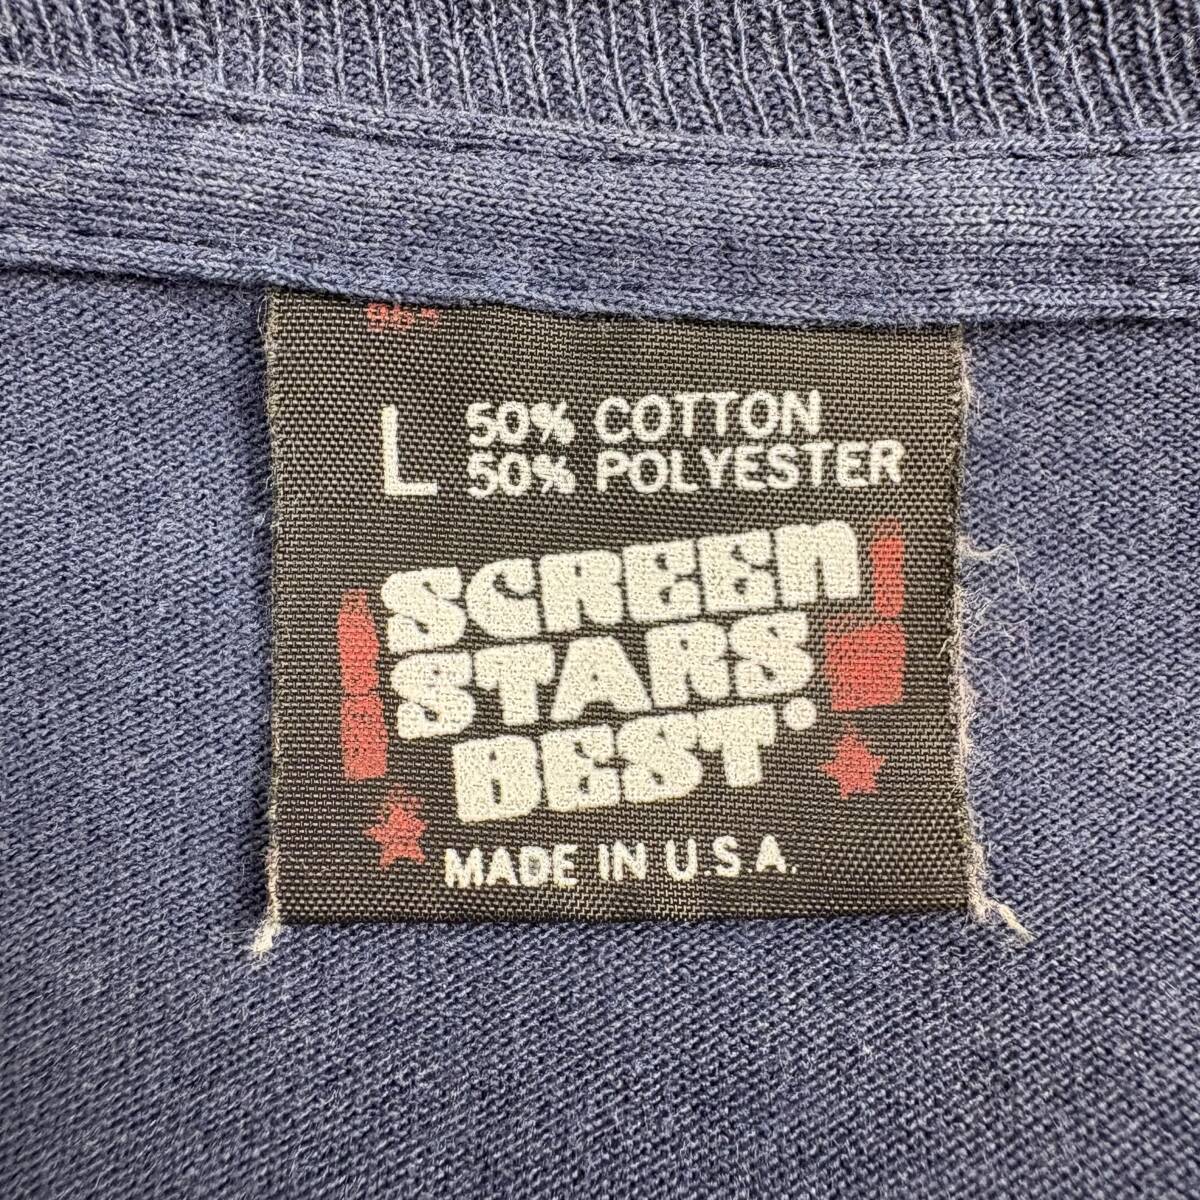 L 50% COTTON
50% POLYESTER
SCREEN
STARS
BEST
MADE IN U.S.A.